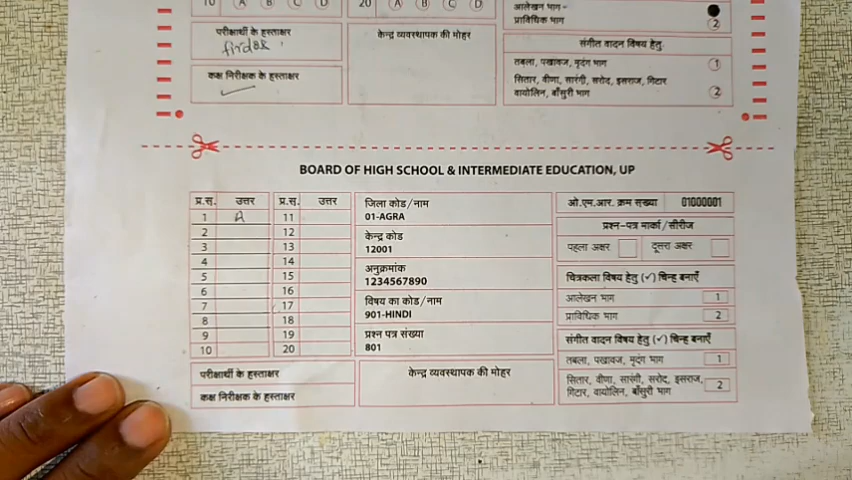 10 A B C D 20 A B C D
आलेखन भाग-
प्राविधिक भाग 2
परीक्षार्थी के हस्ताक्षर
केन्द्र व्यवस्थापक की मोहर
संगीत वादन विषय हेतु
तबला, पखावज, मृदंग भाग 1
कक्ष निरीक्षक के हस्ताक्षर
सितार, वीणा, सारंगी, सरोद, इसराज, गिटार
वायोलिन, बाँसुरी भाग 2
BOARD OF HIGH SCHOOL & INTERMEDIATE EDUCATION, UP
प्र.सं. उत्तर प्र.सं. उत्तर
1 A 11
2 12
3 13
4 14
5 15
6 16
7 17
8 18
9 19
10 20
परीक्षार्थी के हस्ताक्षर
कक्ष निरीक्षक के हस्ताक्षर
जिला कोड/नाम
01-AGRA
केन्द्र कोड
12001
अनुक्रमांक
1234567890
विषय का कोड/नाम
901-HINDI
प्रश्न पत्र संख्या
801
केन्द्र व्यवस्थापक की मोहर
ओ.एम.आर. क्रम संख्या 01000001
प्रश्न-पत्र मार्का/सीरीज
पहला अक्षर दूसरा अक्षर
चित्रकला विषय हेतु (✓) चिन्ह बनाएँ
आलेखन भाग 1
प्राविधिक भाग 2
संगीत वादन विषय हेतु (✓) चिन्ह बनाएँ
तबला, पखावज, मृदंग भाग 1
सितार, वीणा, सारंगी, सरोद, इसराज,
गिटार, वायोलिन, बाँसुरी भाग 2